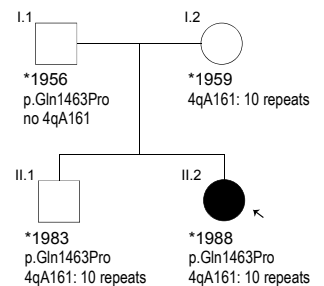 I.1
I.2
*1956
p.Gln1463Pro
no 4qA161
*1959
4qA161: 10 repeats
II.1
II.2
*1983
p.Gln1463Pro
4qA161: 10 repeats
*1988
p.Gln1463Pro
4qA161: 10 repeats